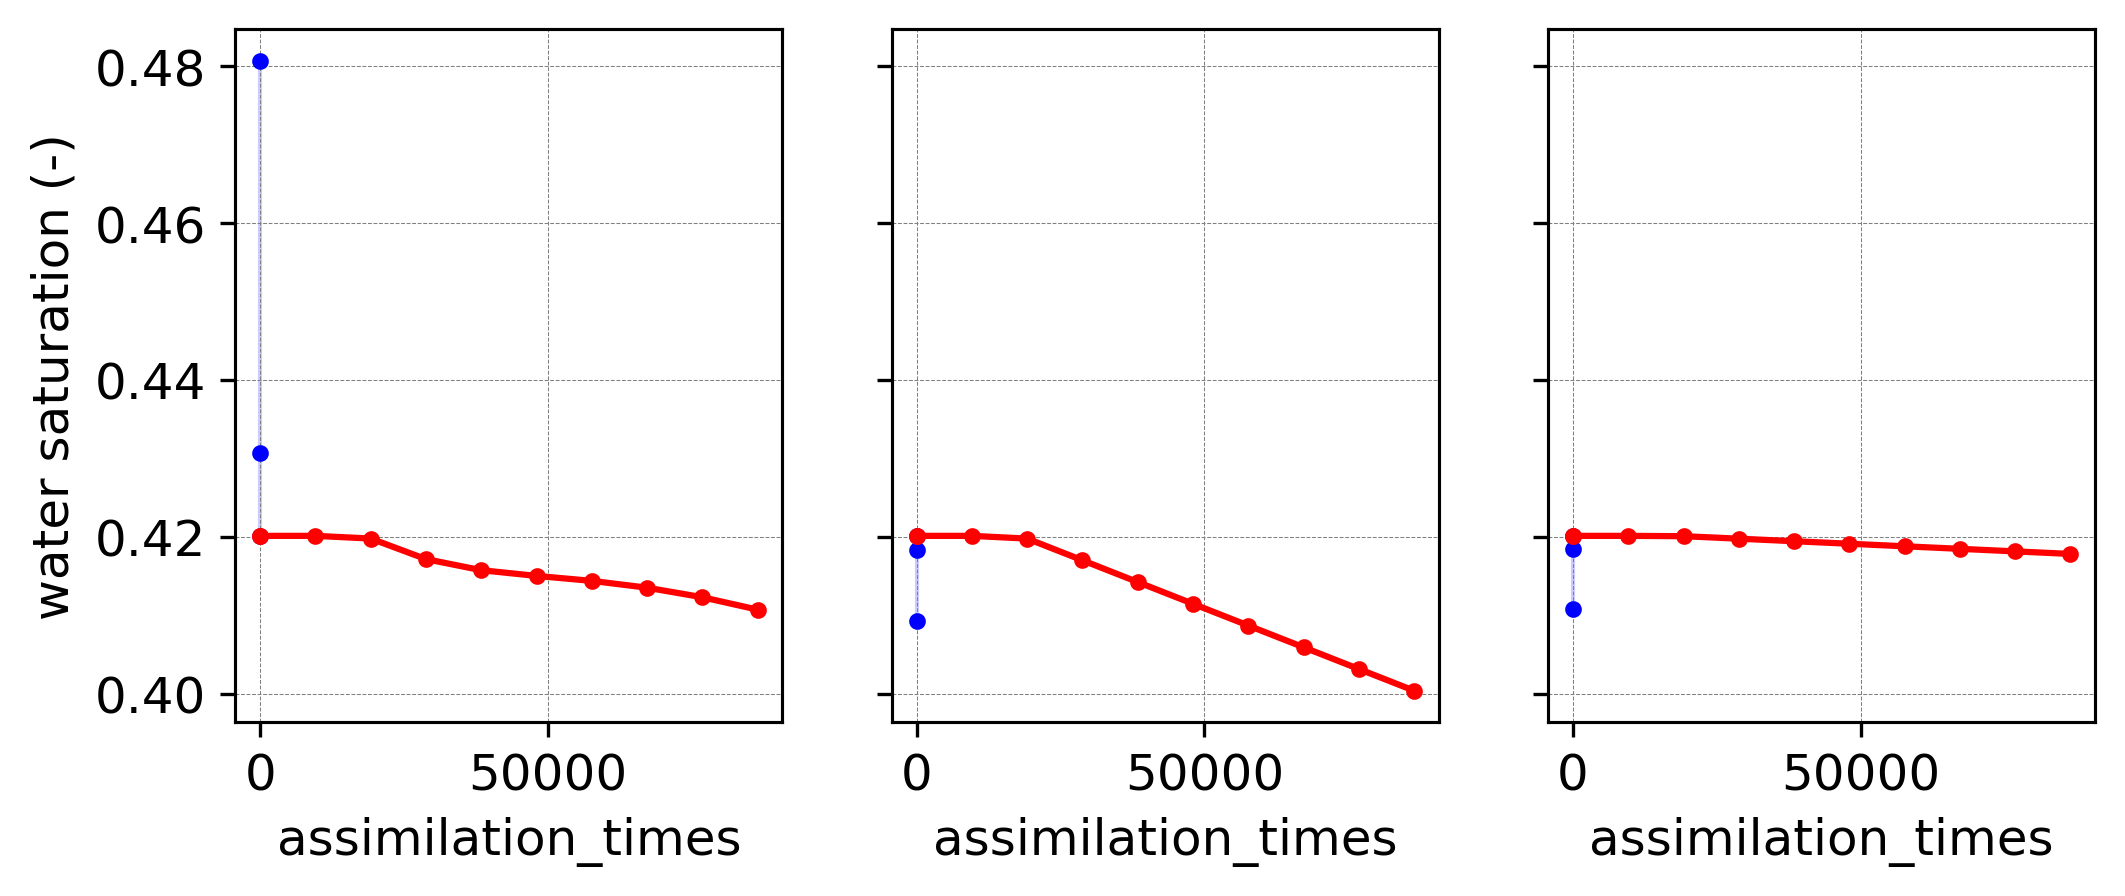 water saturation (-)
0.48
0.46
0.44
0.42
0.40
0 50000
0 50000
0 50000
assimilation_times
assimilation_times
assimilation_times